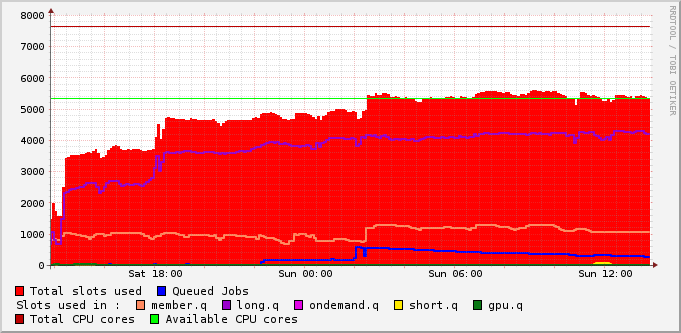 8000
7000
6000
5000
4000
3000
2000
1000
0
Sat 18:00 Sun 00:00 Sun 06:00 Sun 12:00
RRDTOOL / TOBI OETIKER
Total slots used Queued Jobs
Slots used in : member.q long.q ondemand.q short.q gpu.q
Total CPU cores Available CPU cores